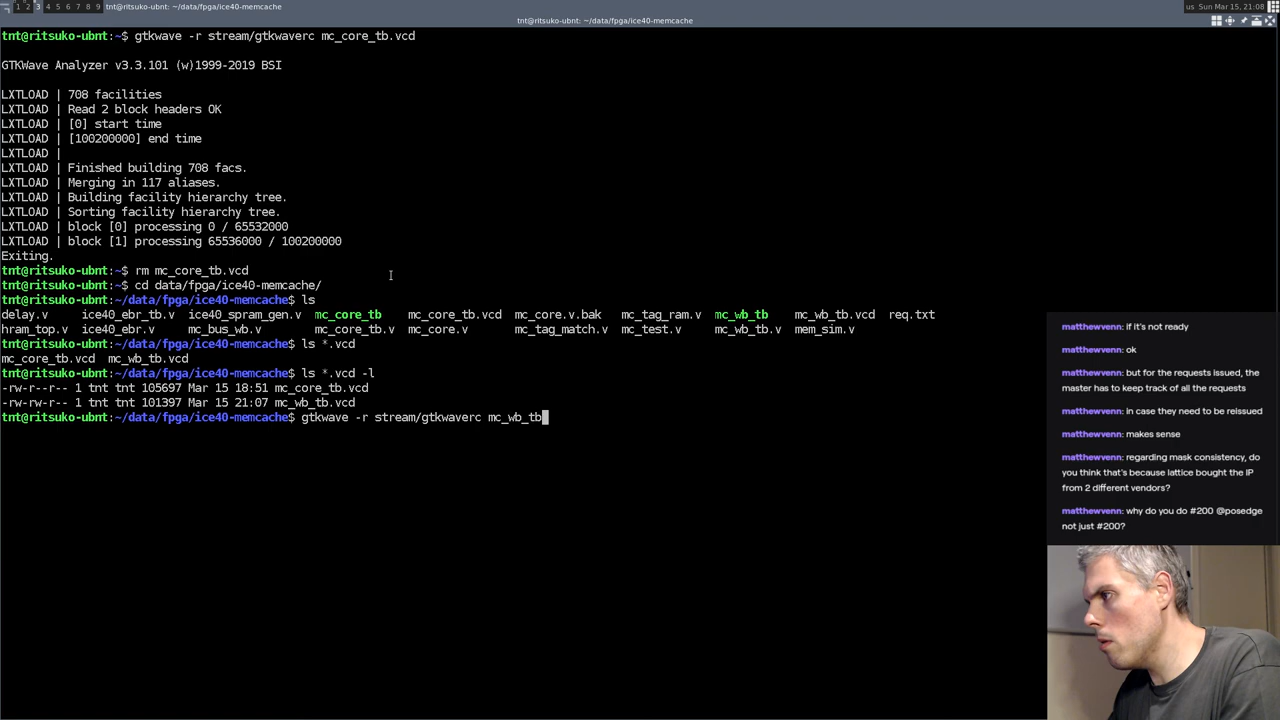 1 2 3 4 5 6 7 8 9 tnt@ritsuko-ubnt: ~/data/fpga/ice40-memcache
us Sun Mar 15, 21:08
tnt@ritsuko-ubnt: ~/data/fpga/ice40-memcache
tnt@ritsuko-ubnt:~$ gtkwave -r stream/gtkwaverc mc_core_tb.vcd
GTKWave Analyzer v3.3.101 (w)1999-2019 BSI
LXTLOAD | 708 facilities
LXTLOAD | Read 2 block headers OK
LXTLOAD | [0] start time
LXTLOAD | [100200000] end time
LXTLOAD |
LXTLOAD | Finished building 708 facs.
LXTLOAD | Merging in 117 aliases.
LXTLOAD | Building facility hierarchy tree.
LXTLOAD | Sorting facility hierarchy tree.
LXTLOAD | block [0] processing 0 / 65532000
LXTLOAD | block [1] processing 65536000 / 100200000
Exiting.
tnt@ritsuko-ubnt:~$ rm mc_core_tb.vcd
tnt@ritsuko-ubnt:~$ cd data/fpga/ice40-memcache/
tnt@ritsuko-ubnt:~/data/fpga/ice40-memcache$ ls
delay.v ice40_ebr_tb.v ice40_spram_gen.v mc_core_tb mc_core_tb.vcd mc_core.v.bak mc_tag_ram.v mc_wb_tb mc_wb_tb.vcd req.txt
hram_top.v ice40_ebr.v mc_bus_wb.v mc_core_tb.v mc_core.v mc_tag_match.v mc_test.v mc_wb_tb.v mem_sim.v
tnt@ritsuko-ubnt:~/data/fpga/ice40-memcache$ ls *.vcd
mc_core_tb.vcd mc_wb_tb.vcd
tnt@ritsuko-ubnt:~/data/fpga/ice40-memcache$ ls *.vcd -l
-rw-r--r-- 1 tnt tnt 105697 Mar 15 18:51 mc_core_tb.vcd
-rw-r--r-- 1 tnt tnt 101397 Mar 15 21:07 mc_wb_tb.vcd
tnt@ritsuko-ubnt:~/data/fpga/ice40-memcache$ gtkwave -r stream/gtkwaverc mc_wb_tb
matthewvenn: if it's not ready
matthewvenn: ok
matthewvenn: but for the requests issued, the
master has to keep track of all the requests
matthewvenn: in case they need to be reissued
matthewvenn: makes sense
matthewvenn: regarding mask consistency, do
you think that's because lattice bought the IP
from 2 different vendors?
matthewvenn: why do you do #200 @posedge
not just #200?